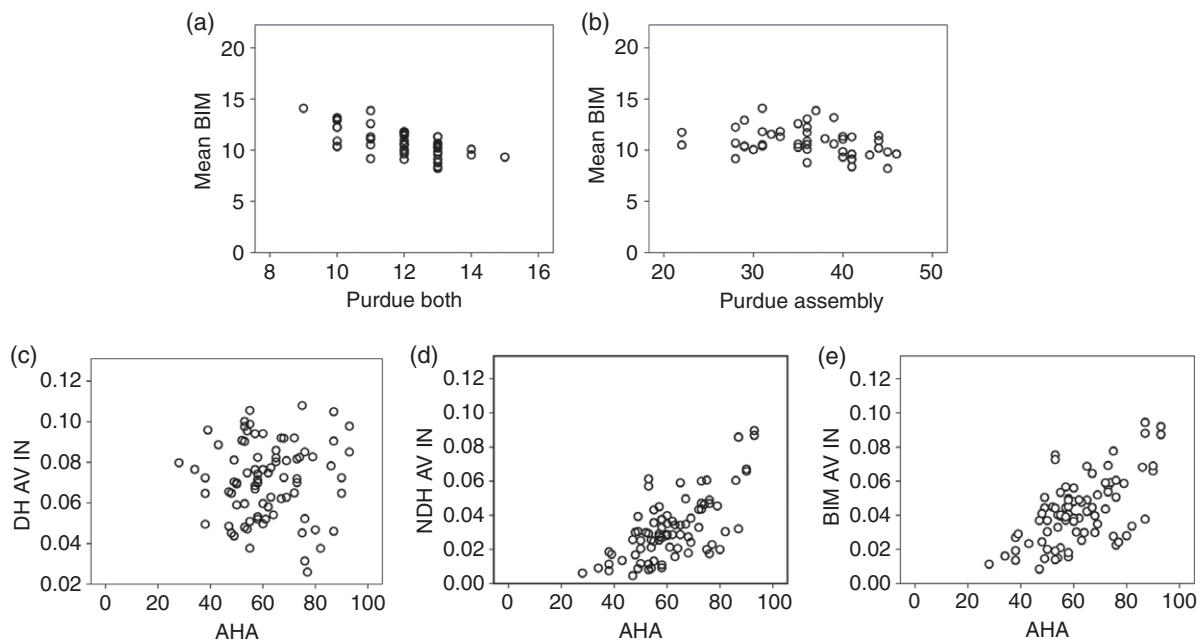 (a)
Mean BIM
20
15
10
5
0
8 10 12 14 16
Purdue both
(b)
Mean BIM
20
15
10
5
0
20 30 40 50
Purdue assembly
(c)
DH AV IN
0.12
0.10
0.08
0.06
0.04
0.02
0 20 40 60 80 100
AHA
(d)
NDH AV IN
0.12
0.10
0.08
0.06
0.04
0.02
0.00
0 20 40 60 80 100
AHA
(e)
BIM AV IN
0.12
0.10
0.08
0.06
0.04
0.02
0.00
0 20 40 60 80 100
AHA